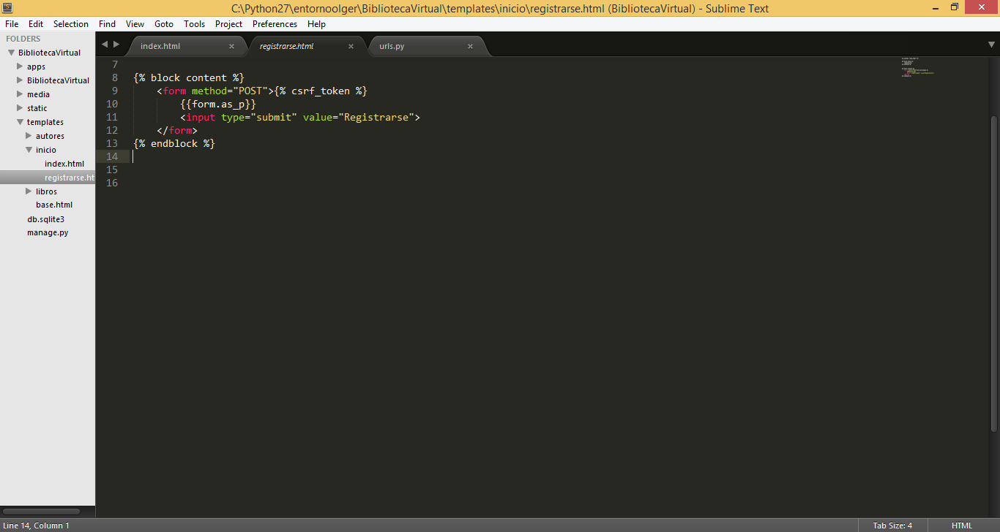 C:\Python27\entornoolger\BibliotecaVirtual\templates\inicio\registrarse.html (BibliotecaVirtual) - Sublime Text
File Edit Selection Find View Goto Tools Project Preferences Help
FOLDERS
BibliotecaVirtual
apps
BibliotecaVirtual
media
static
templates
autores
inicio
index.html
registrarse.ht
libros
base.html
db.sqlite3
manage.py
index.html × registrarse.html × urls.py ×
7
8 {% block content %}
9 <form method="POST">{% csrf_token %}
10 {{form.as_p}}
11 <input type="submit" value="Registrarse">
12 </form>
13 {% endblock %}
14
15
16
Line 14, Column 1 Tab Size: 4 HTML